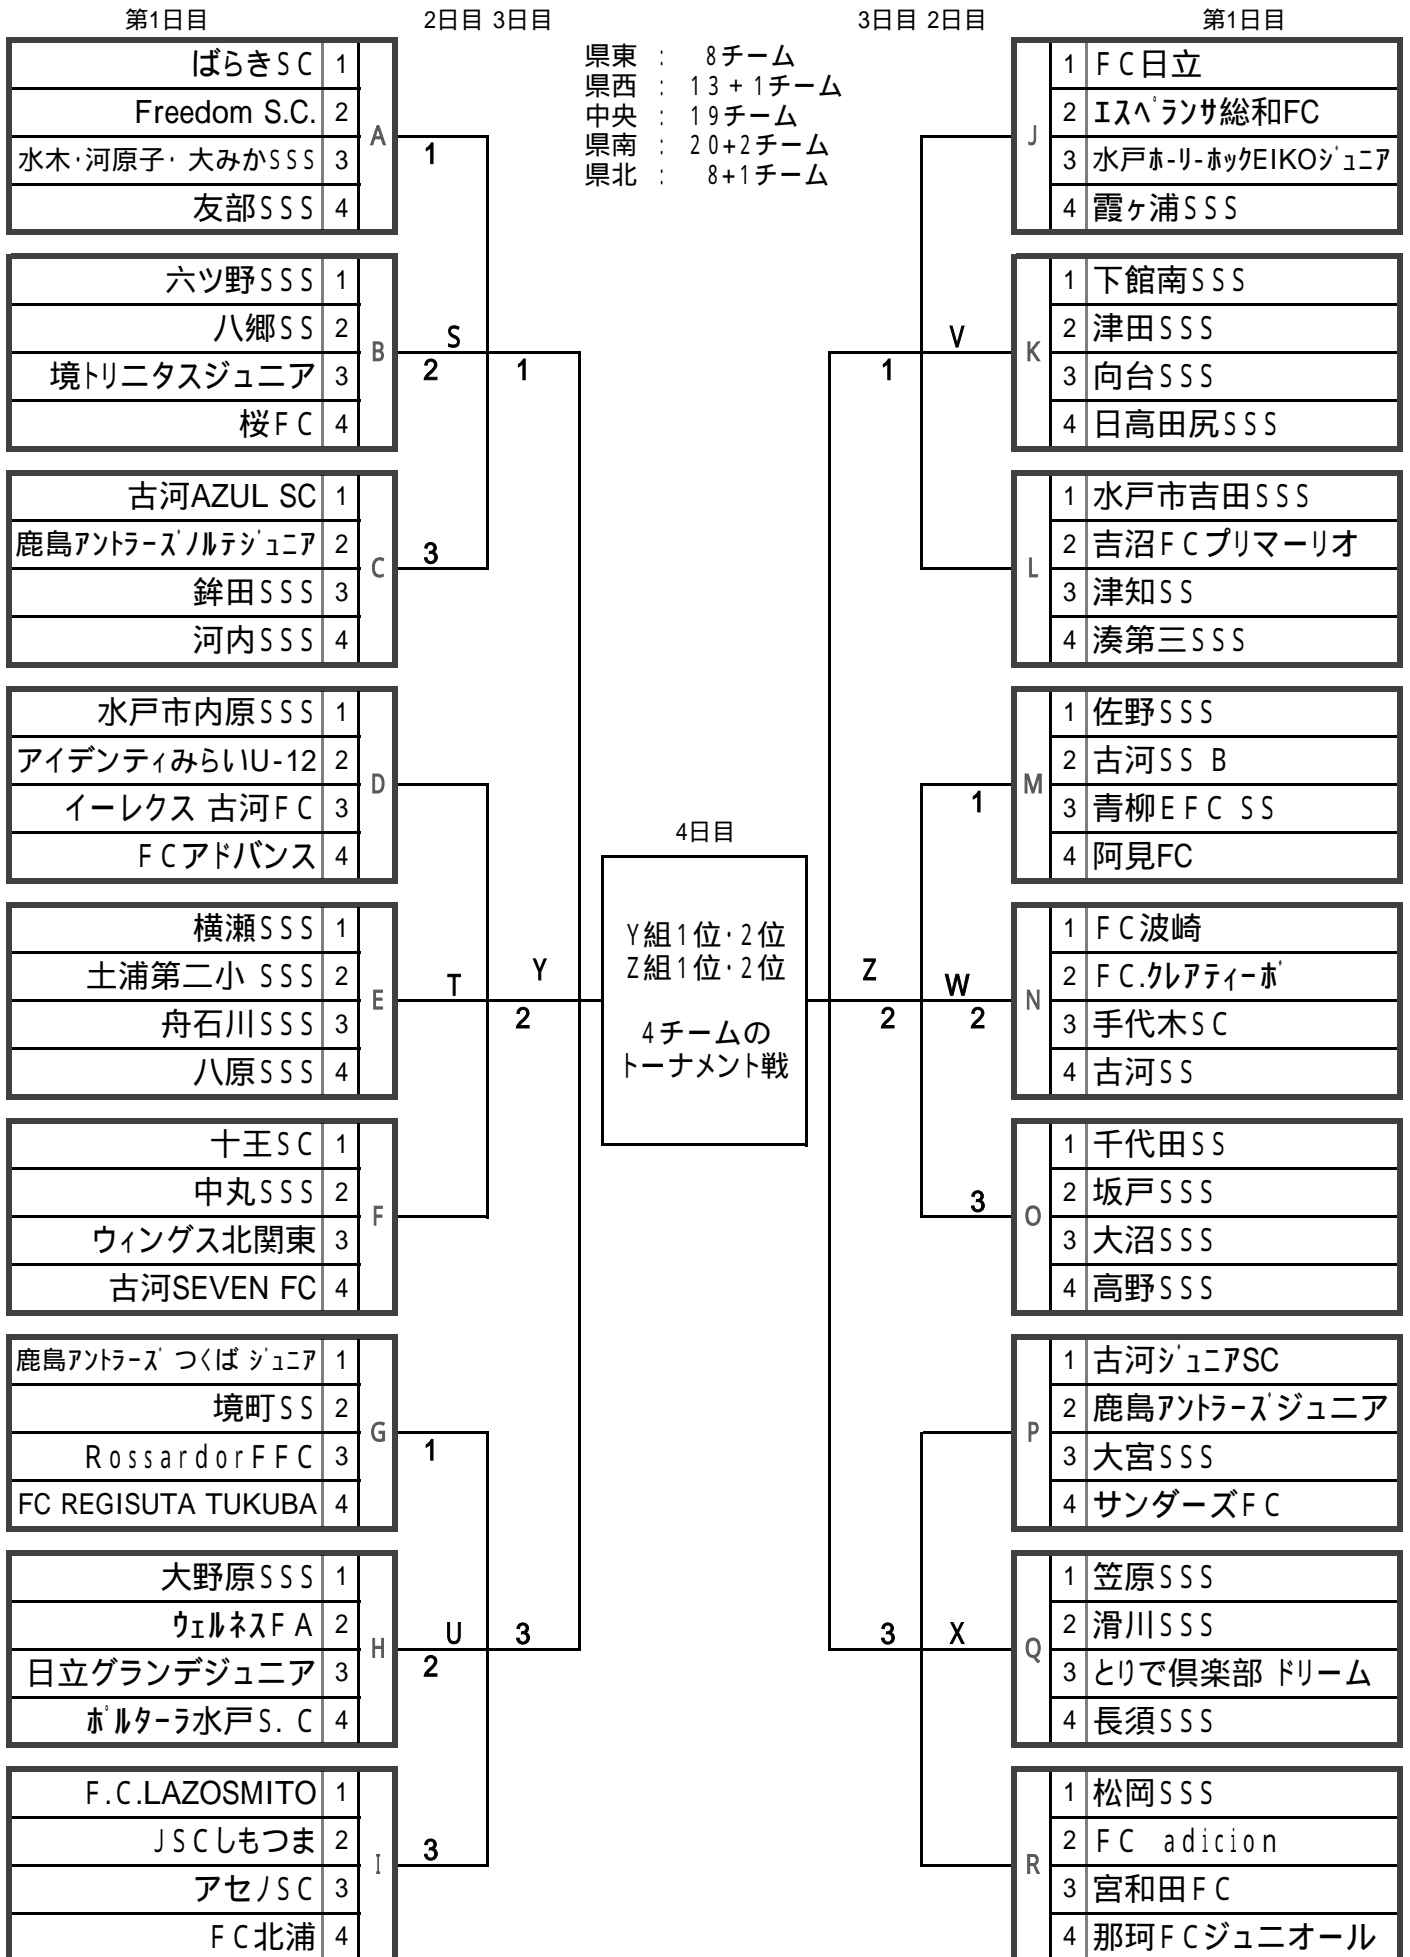 第1日目 2日目 3日目 3日目 2日目 第1日目
県東 : 8チーム
県西 : 13+1チーム
中央 : 19チーム
県南 : 20+2チーム
県北 : 8+1チーム
ばらきSC 1
Freedom S.C. 2
水木・河原子・大みかSSS 3
友部SSS 4
A
1
六ツ野SSS 1
八郷SS 2
境トリニタスジュニア 3
桜FC 4
B
S
2
1
古河AZUL SC 1
鹿島アントラーズノルテジュニア 2
鉾田SSS 3
河内SSS 4
C
3
水戸市内原SSS 1
アイデンティみらいU-12 2
イーレクス 古河FC 3
FCアドバンス 4
D
横瀬SSS 1
土浦第二小 SSS 2
舟石川SSS 3
八原SSS 4
E
T
Y
2
十王SC 1
中丸SSS 2
ウィングス北関東 3
古河SEVEN FC 4
F
鹿島アントラーズ つくば ジュニア 1
境町SS 2
RossardorFFC 3
FC REGISUTA TUKUBA 4
G
1
大野原SSS 1
ウェルネスFA 2
日立グランデジュニア 3
ポルターラ水戸S. C 4
H
U
2
3
F.C.LAZOSMITO 1
JSCしもつま 2
アセノSC 3
FC北浦 4
I
3
4日目
Y組1位・2位
Z組1位・2位
4チームの
トーナメント戦
J
1 FC日立
2 エスペランサ総和FC
3 水戸ホーリーホックEIKOジュニア
4 霞ヶ浦SSS
V
1
K
1 下館南SSS
2 津田SSS
3 向台SSS
4 日高田尻SSS
L
1 水戸市吉田SSS
2 吉沼FCプリマーリオ
3 津知SS
4 湊第三SSS
1
M
1 佐野SSS
2 古河SS B
3 青柳EFC SS
4 阿見FC
Z
2
W
2
N
1 FC波崎
2 FC.クレアティーボ
3 手代木SC
4 古河SS
3
O
1 千代田SS
2 坂戸SSS
3 大沼SSS
4 高野SSS
P
1 古河ジュニアSC
2 鹿島アントラーズジュニア
3 大宮SSS
4 サンダーズFC
3
X
Q
1 笠原SSS
2 滑川SSS
3 とりで倶楽部 ドリーム
4 長須SSS
R
1 松岡SSS
2 FC adicion
3 宮和田FC
4 那珂FCジュニオール